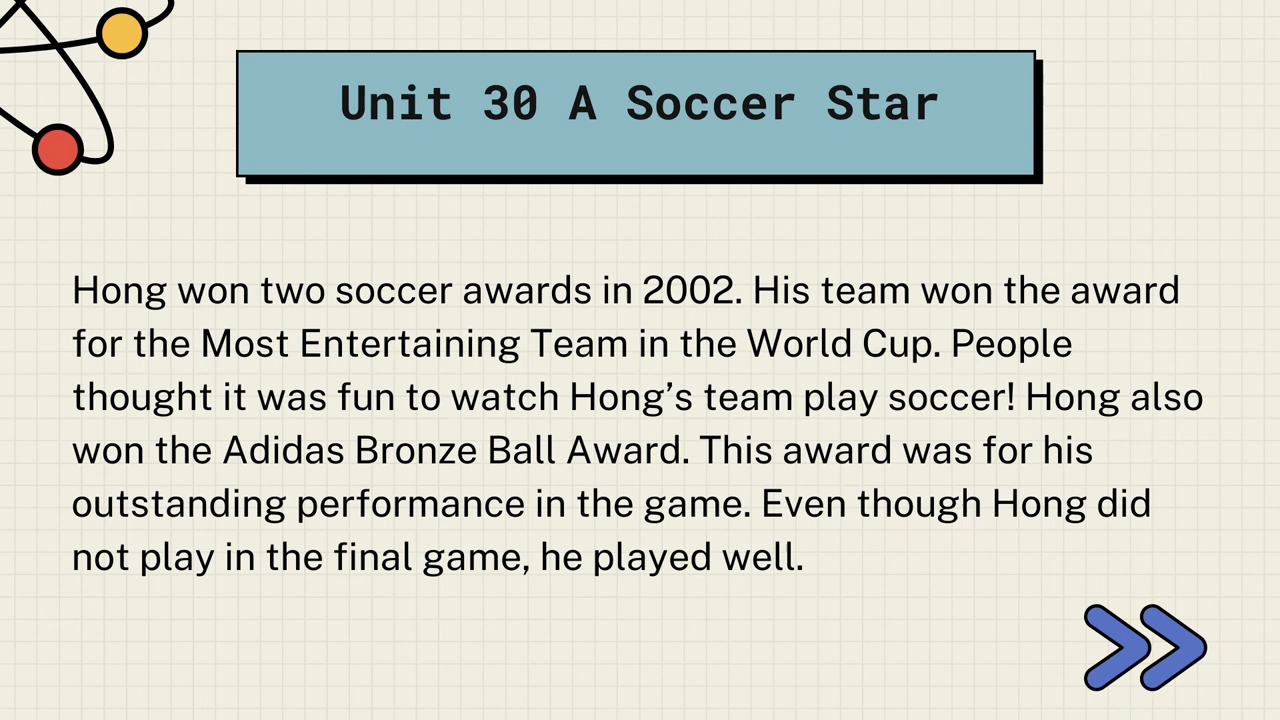 Unit 30 A Soccer Star
Hong won two soccer awards in 2002. His team won the award
for the Most Entertaining Team in the World Cup. People
thought it was fun to watch Hong’s team play soccer! Hong also
won the Adidas Bronze Ball Award. This award was for his
outstanding performance in the game. Even though Hong did
not play in the final game, he played well.